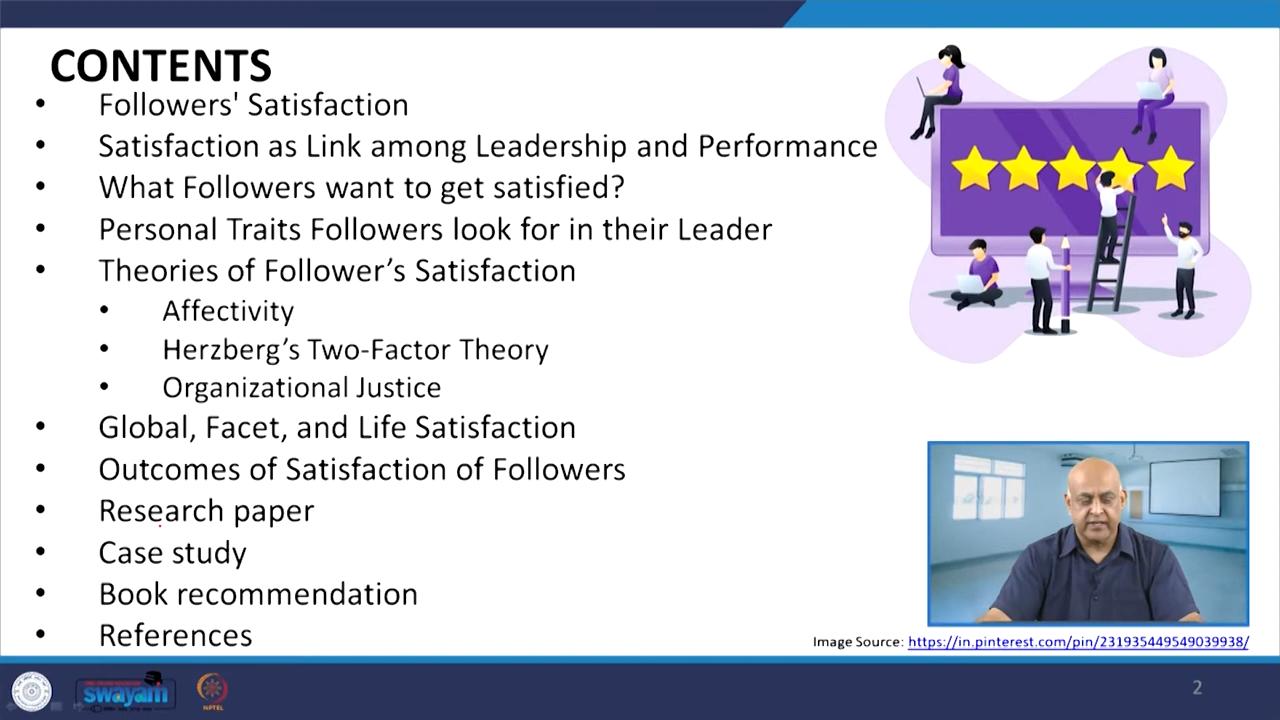 CONTENTS
• Followers' Satisfaction
• Satisfaction as Link among Leadership and Performance
• What Followers want to get satisfied?
• Personal Traits Followers look for in their Leader
• Theories of Follower’s Satisfaction
• Affectivity
• Herzberg’s Two-Factor Theory
• Organizational Justice
• Global, Facet, and Life Satisfaction
• Outcomes of Satisfaction of Followers
• Research paper
• Case study
• Book recommendation
• References
Image Source: https://in.pinterest.com/pin/231935449549039938/
swayam
NPTEL
2